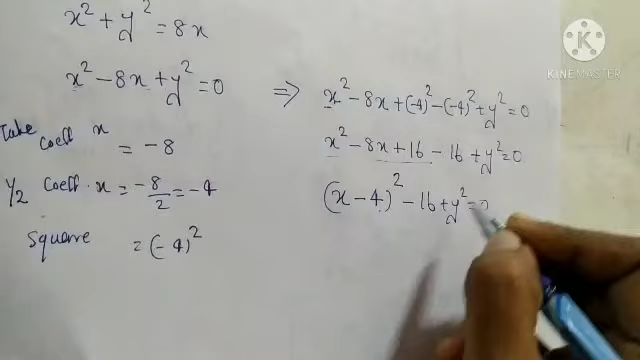 x² + y² = 8x
x² - 8x + y² = 0
Take coeff x = -8
1/2 coeff. x = -8/2 = -4
Square = (-4)²
⇒ x² - 8x + (-4)² - (-4)² + y² = 0
x² - 8x + 16 - 16 + y² = 0
(x - 4)² - 16 + y² = 0
KINEMASTER